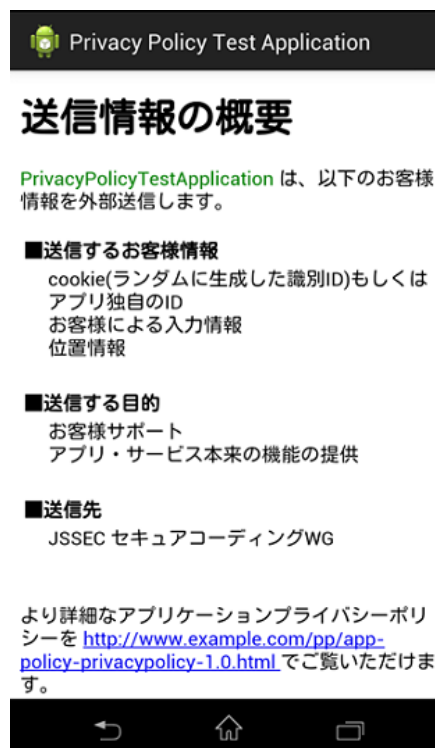 Privacy Policy Test Application
送信情報の概要
PrivacyPolicyTestApplication は、以下のお客様
情報を外部送信します。
■送信するお客様情報
cookie(ランダムに生成した識別ID)もしくは
アプリ独自のID
お客様による入力情報
位置情報
■送信する目的
お客様サポート
アプリ・サービス本来の機能の提供
■送信先
JSSEC セキュアコーディングWG
より詳細なアプリケーションプライバシーポリ
シーを http://www.example.com/pp/app-
policy-privacypolicy-1.0.html でご覧いただけま
す。